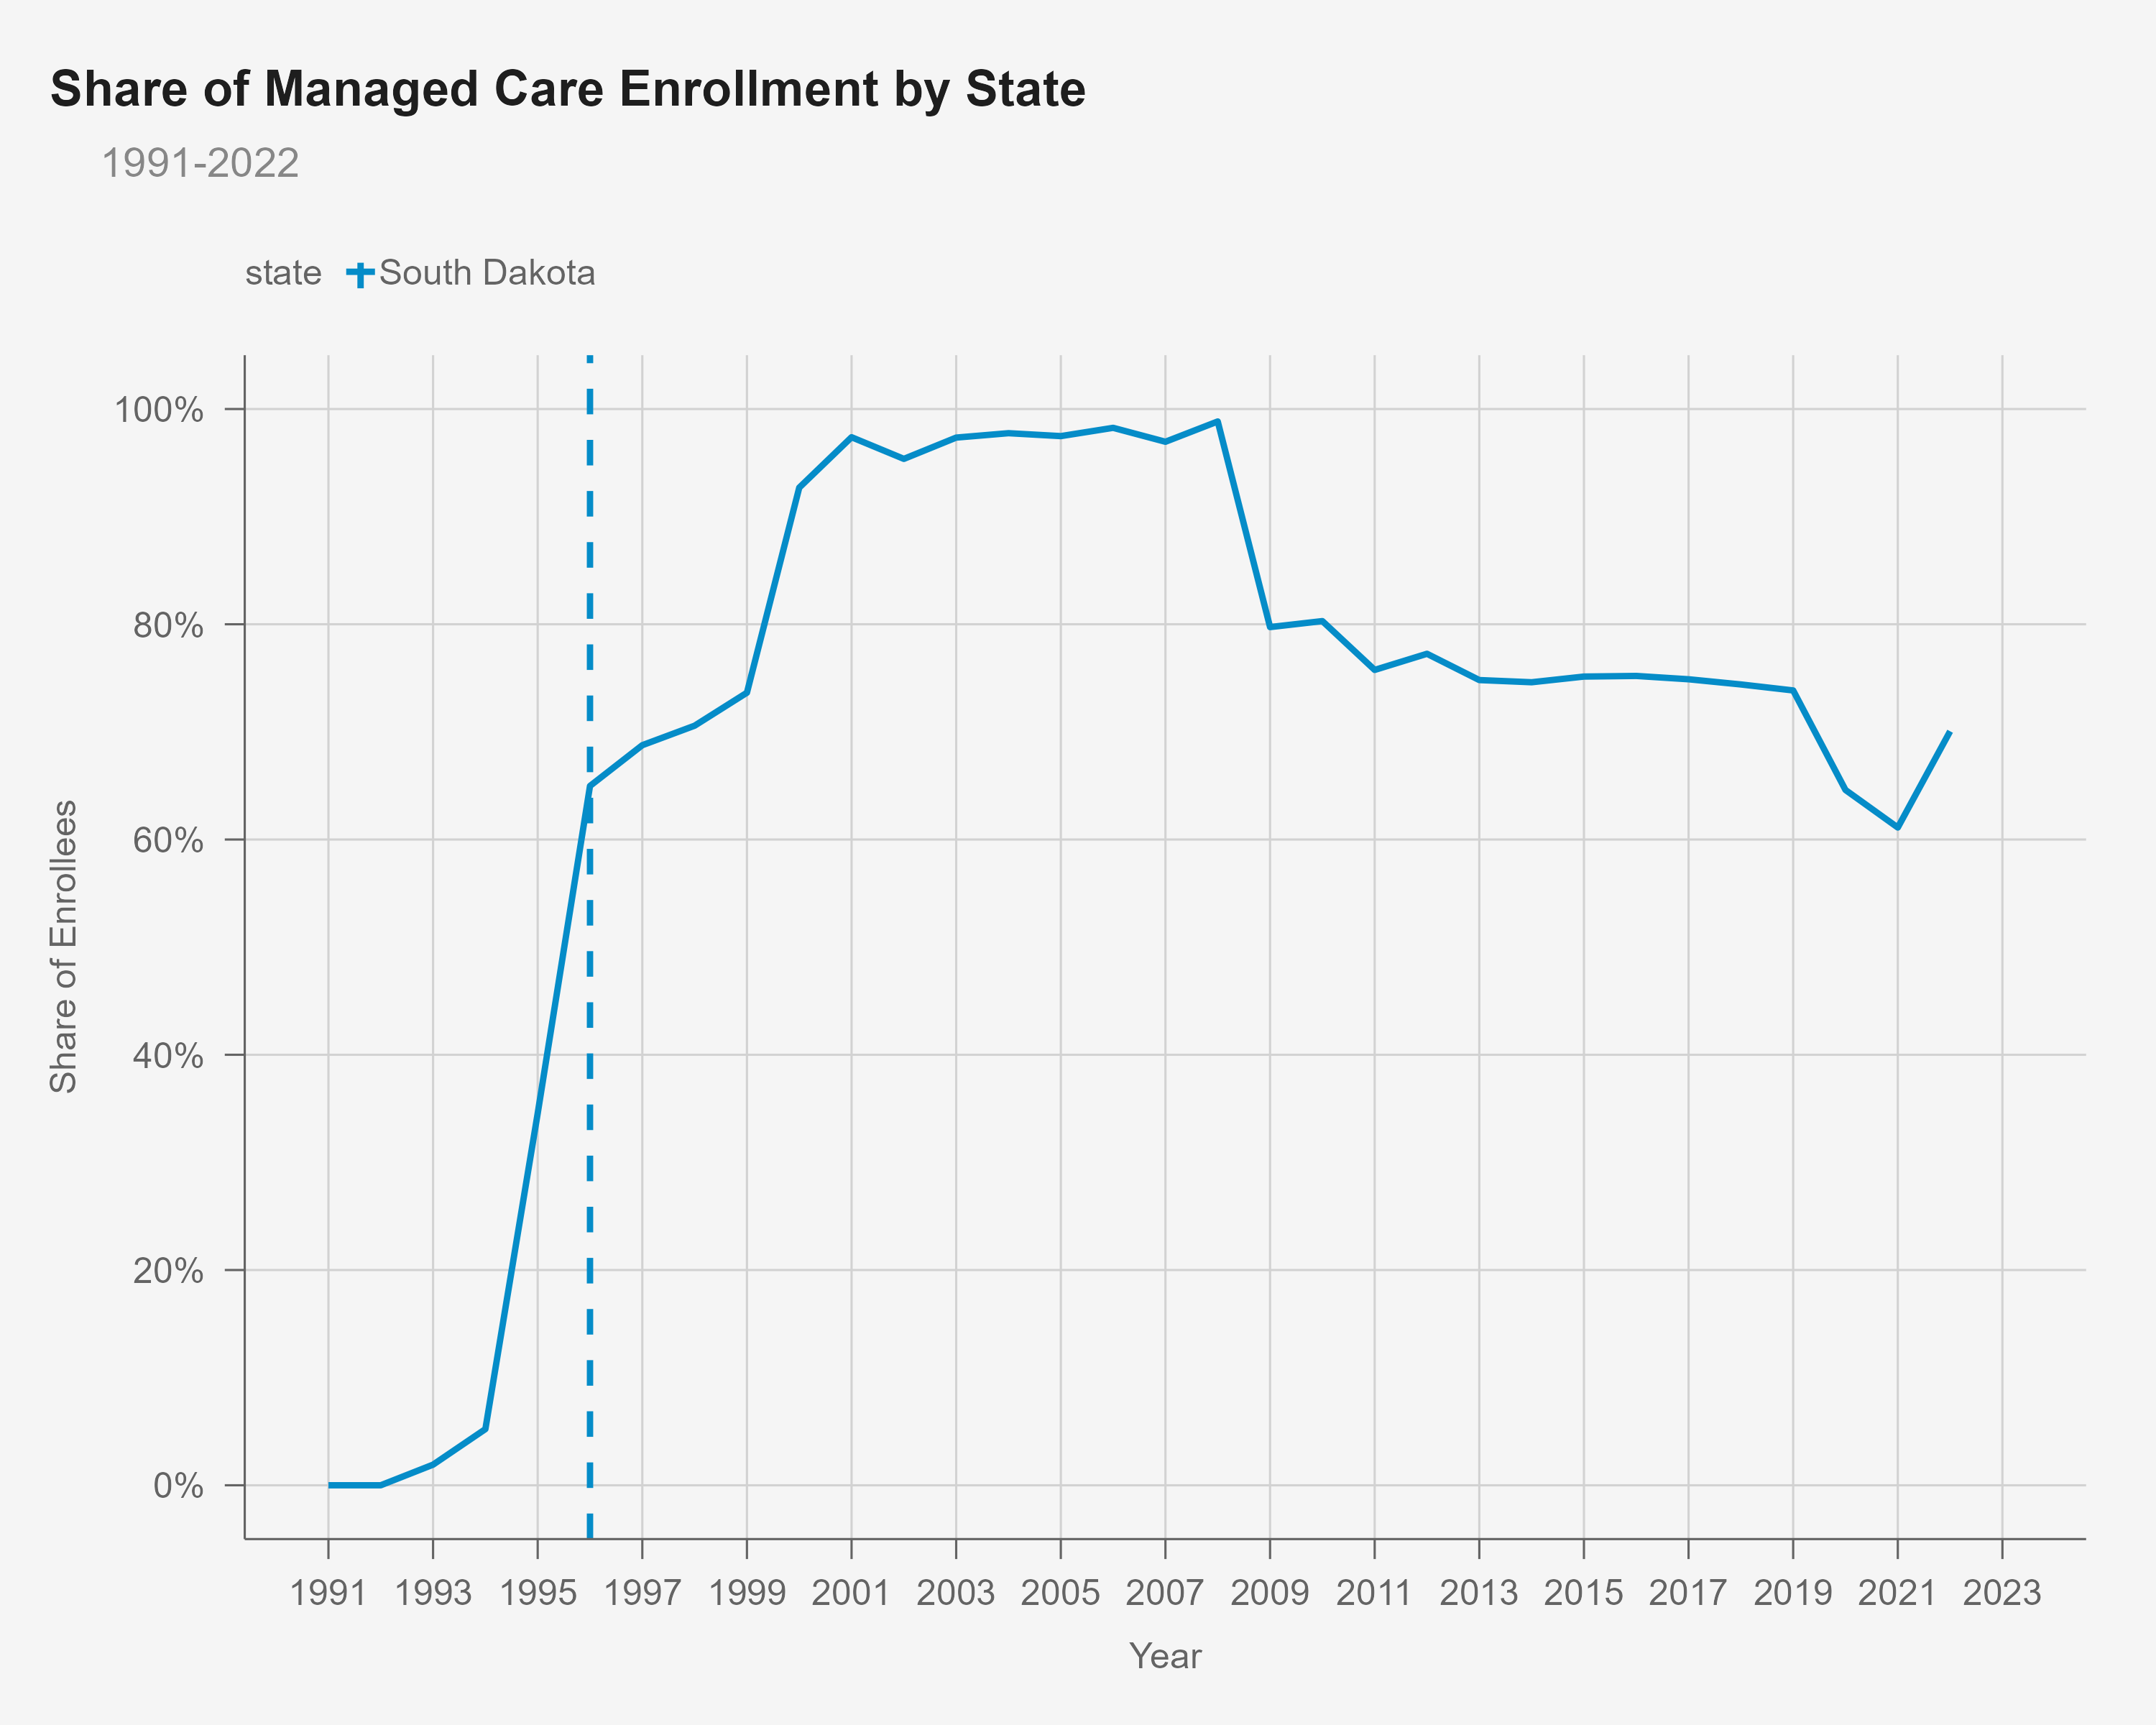 Share of Managed Care Enrollment by State
1991-2022
state South Dakota
100%
80%
60%
40%
20%
0%
Share of Enrollees
1991 1993 1995 1997 1999 2001 2003 2005 2007 2009 2011 2013 2015 2017 2019 2021 2023
Year